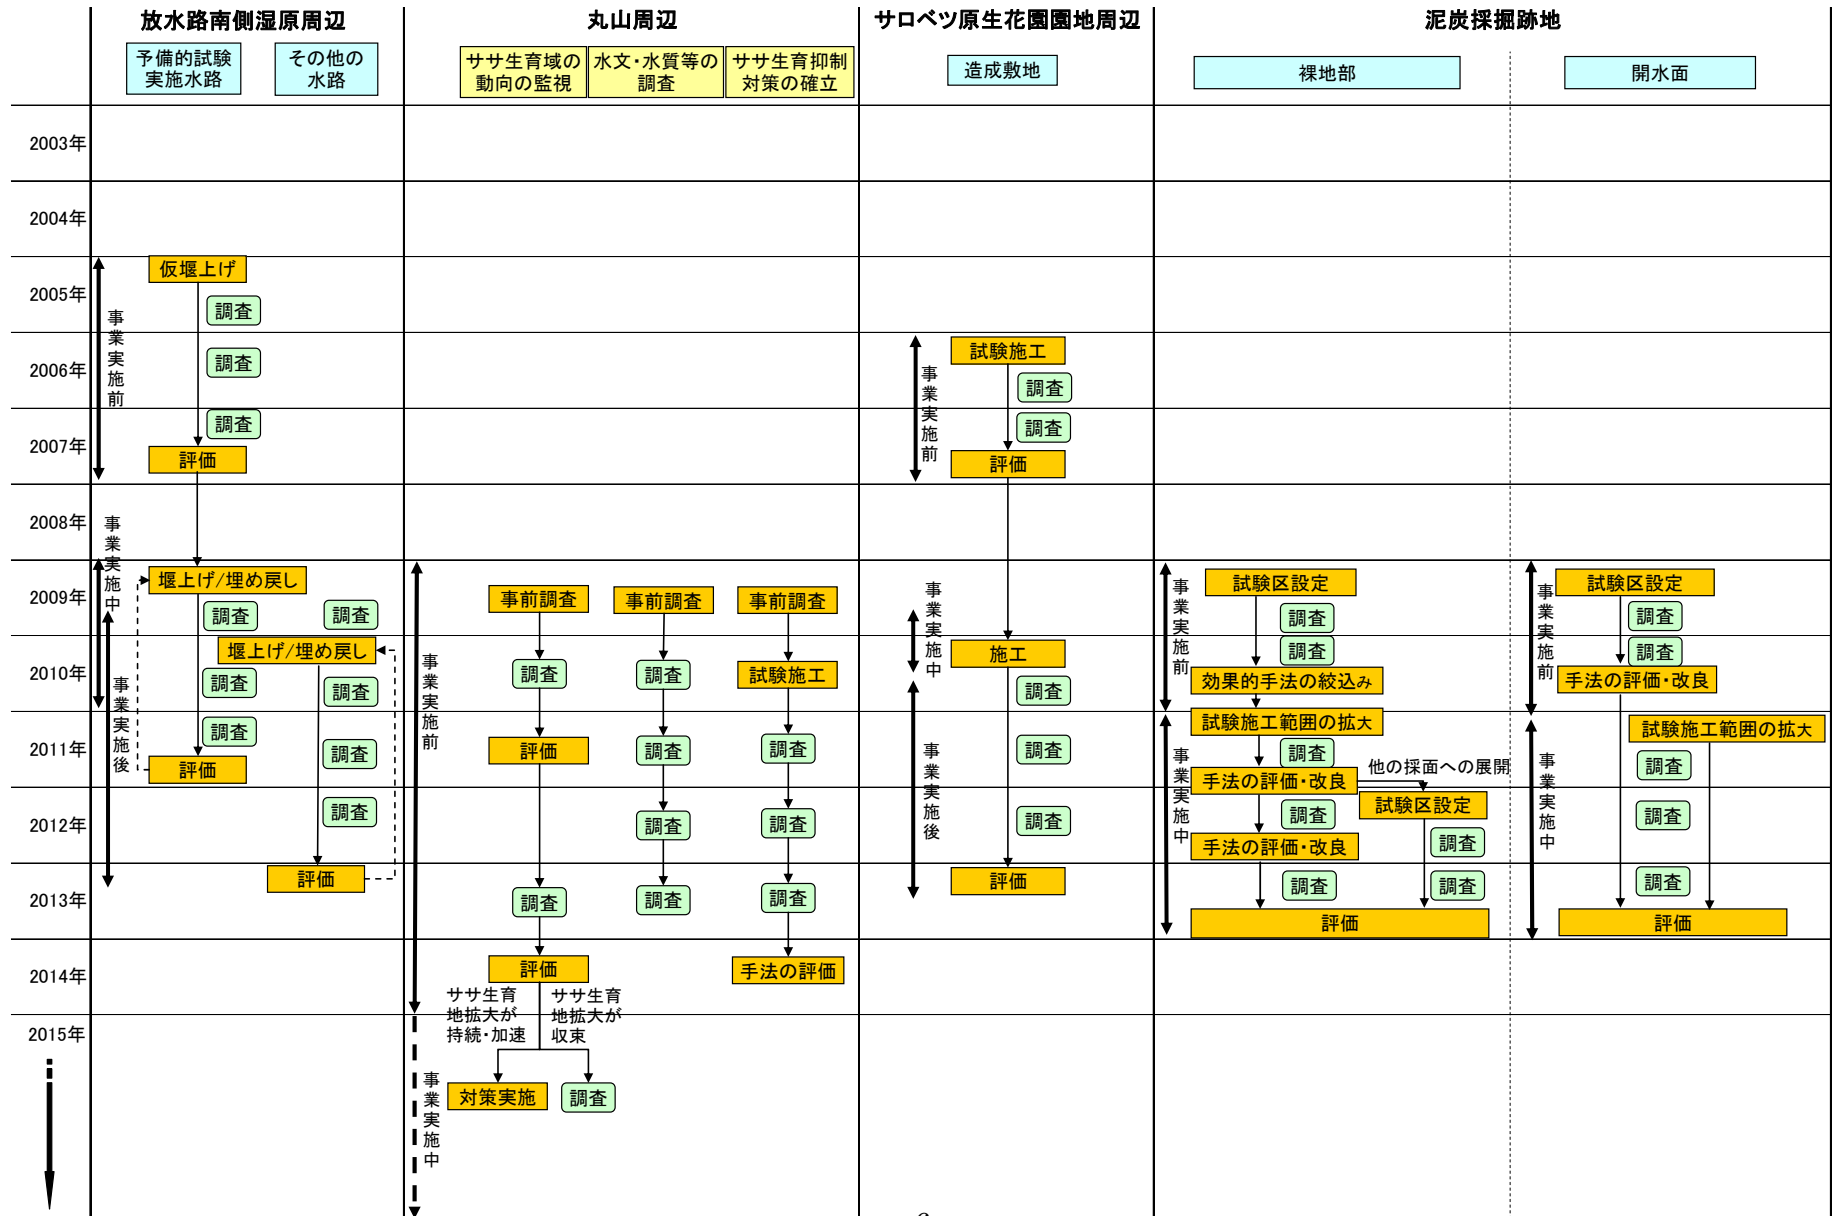 放水路南側湿原周辺
丸山周辺
サロベツ原生花園園地周辺
泥炭採掘跡地
予備的試験
実施水路
その他の
水路
ササ生育域の
動向の監視
水文・水質等の
調査
ササ生育抑制
対策の確立
造成敷地
裸地部
開水面
2003年
2004年
2005年
仮堰上げ
調査
事業実施前
2006年
調査
試験施工
調査
事業実施前
2007年
調査
評価
調査
評価
2008年
事業実施中
2009年
堰上げ/埋め戻し
調査
調査
事業実施後
事前調査
事前調査
事前調査
事業実施前
事業実施中
試験区設定
調査
事業実施前
試験区設定
調査
事業実施前
2010年
堰上げ/埋め戻し
調査
調査
調査
調査
試験施工
施工
調査
調査
効果的手法の絞込み
調査
手法の評価・改良
2011年
調査
評価
調査
評価
調査
調査
事業実施後
調査
試験施工範囲の拡大
調査
手法の評価・改良
他の採面への展開
事業実施中
試験施工範囲の拡大
調査
事業実施中
2012年
調査
調査
調査
調査
試験区設定
調査
手法の評価・改良
調査
調査
2013年
評価
調査
調査
調査
評価
調査
調査
評価
調査
評価
2014年
評価
手法の評価
ササ生育
地拡大が
持続・加速
ササ生育
地拡大が
収束
2015年
対策実施
調査
事業実施中